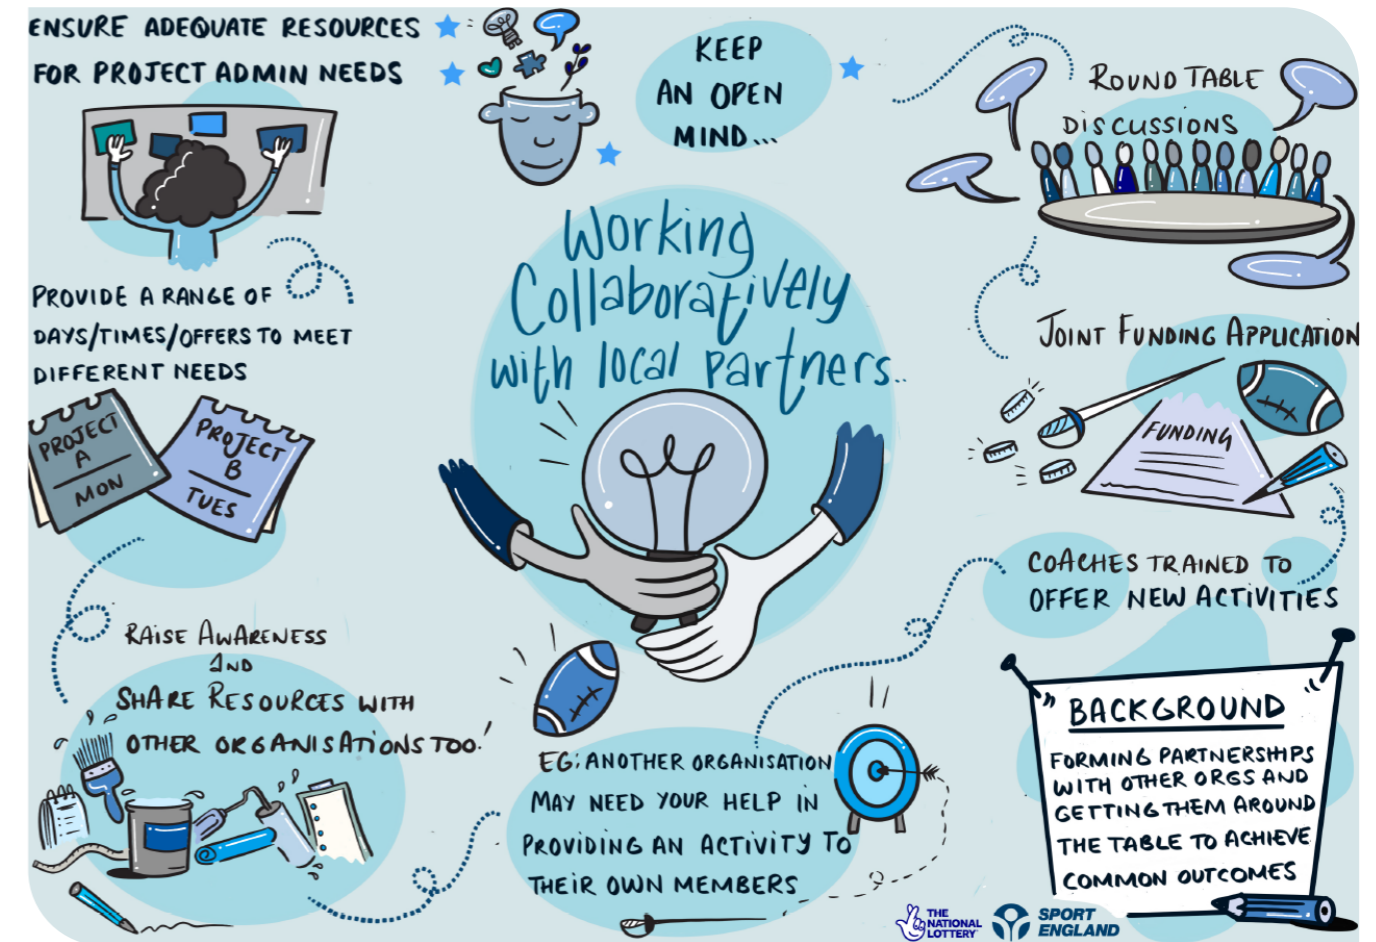 ENSURE ADEQUATE RESOURCES
FOR PROJECT ADMIN NEEDS
KEEP
AN OPEN
MIND...
ROUND TABLE
DISCUSSIONS
Working
Collaboratively
with local partners..
PROVIDE A RANGE OF
DAYS/TIMES/OFFERS TO MEET
DIFFERENT NEEDS
PROJECT
A
MON
PROJECT
B
TUES
JOINT FUNDING APPLICATION
FUNDING
COACHES TRAINED TO
OFFER NEW ACTIVITIES
RAISE AWARENESS
AND
SHARE RESOURCES WITH
OTHER ORGANISATIONS TOO!
EG: ANOTHER ORGANISATION
MAY NEED YOUR HELP IN
PROVIDING AN ACTIVITY TO
THEIR OWN MEMBERS
BACKGROUND
FORMING PARTNERSHIPS
WITH OTHER ORGS AND
GETTING THEM AROUND
THE TABLE TO ACHIEVE
COMMON OUTCOMES
THE
NATIONAL
LOTTERY
SPORT
ENGLAND